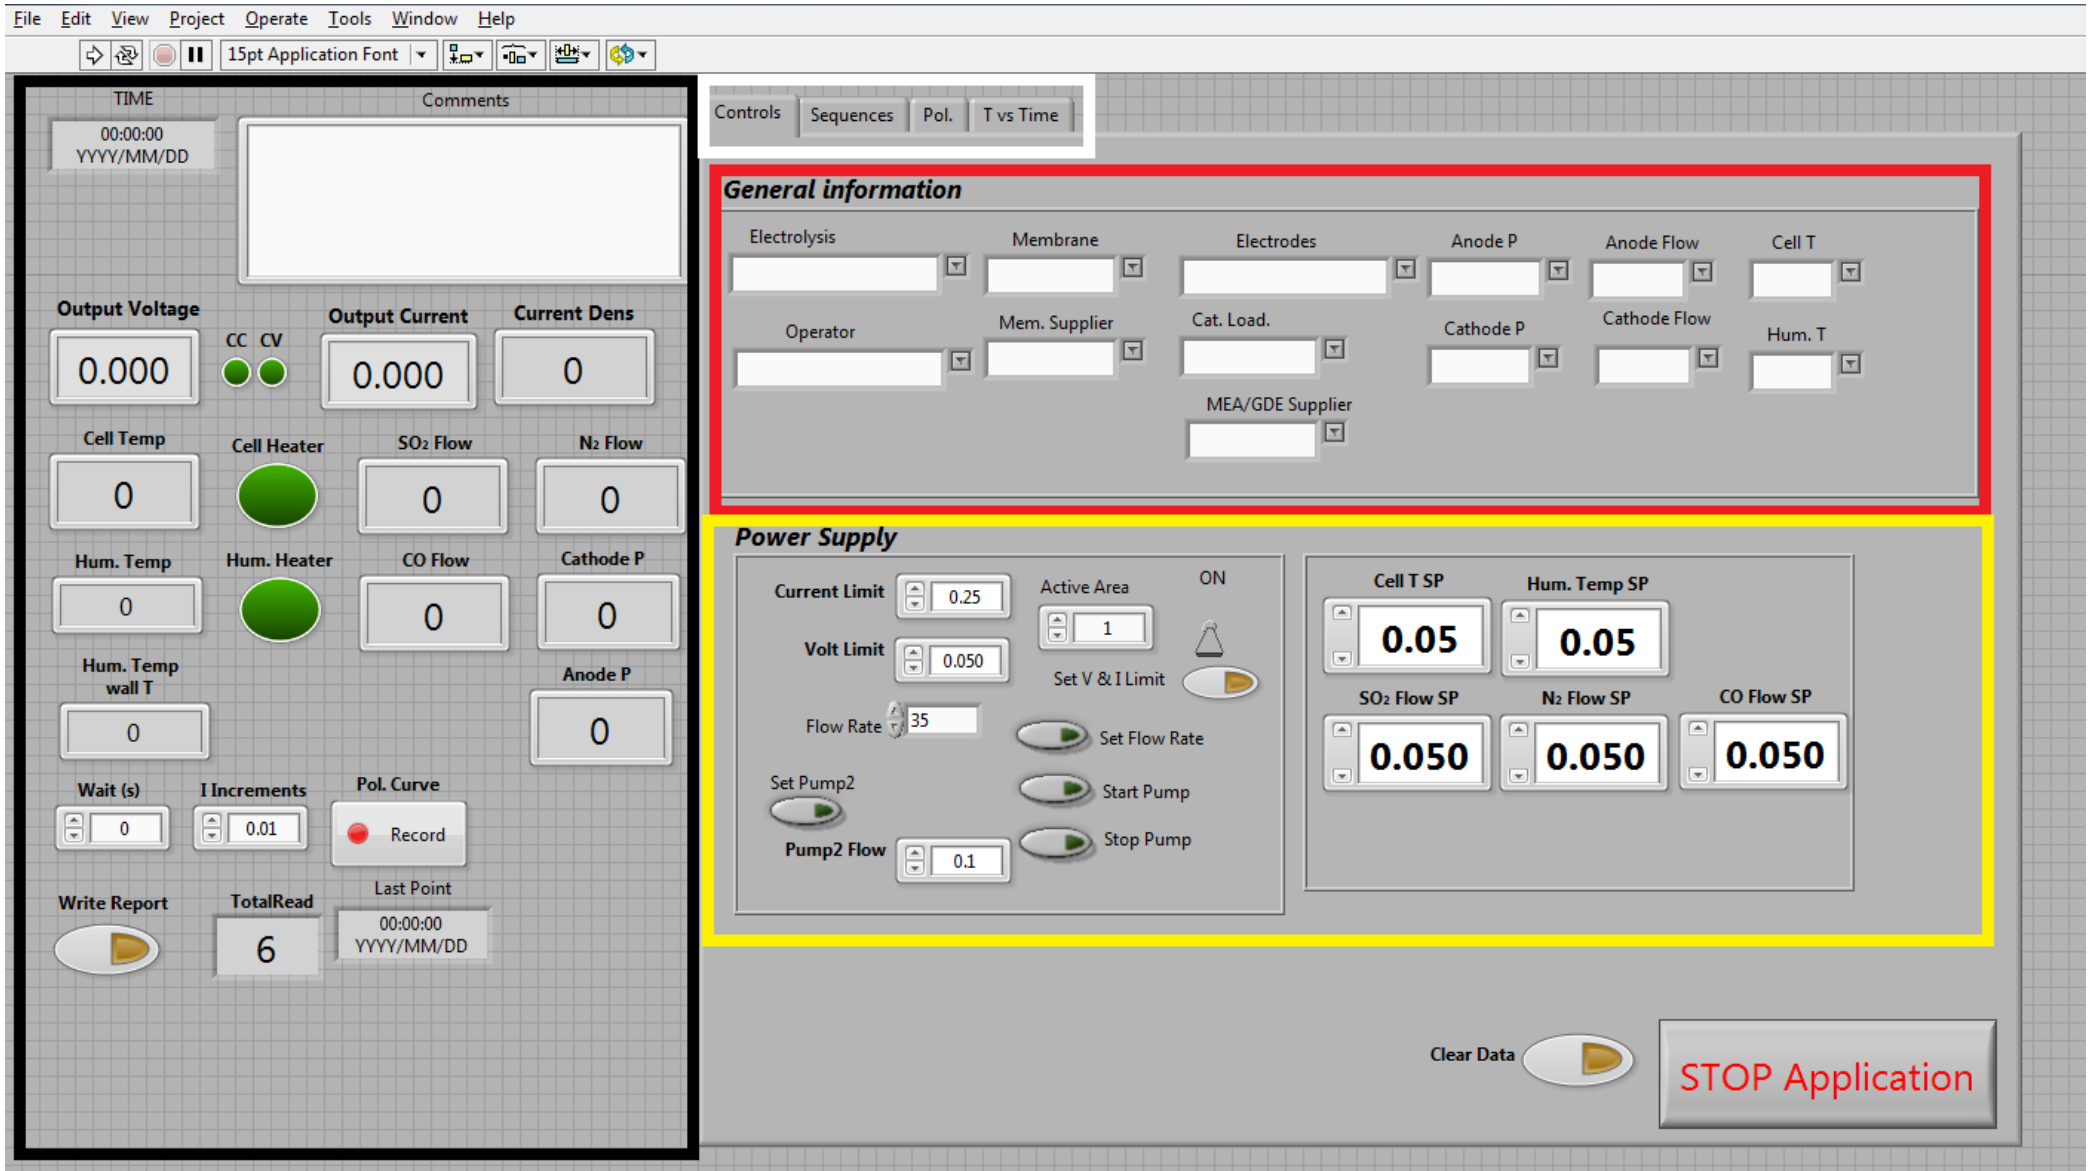 File Edit View Project Operate Tools Window Help
15pt Application Font
TIME
00:00:00
YYYY/MM/DD
Comments
Output Voltage
0.000
CC CV
Output Current
0.000
Current Dens
0
Cell Temp
0
Cell Heater
SO₂ Flow
0
N₂ Flow
0
Hum. Temp
0
Hum. Heater
CO Flow
0
Cathode P
0
Hum. Temp
wall T
0
Anode P
0
Wait (s)
0
I Increments
0.01
Pol. Curve
Record
Write Report
TotalRead
6
Last Point
00:00:00
YYYY/MM/DD
Controls Sequences Pol. T vs Time
General information
Electrolysis
Membrane
Electrodes
Anode P
Anode Flow
Cell T
Operator
Mem. Supplier
Cat. Load.
Cathode P
Cathode Flow
Hum. T
MEA/GDE Supplier
Power Supply
Current Limit
0.25
Active Area
1
ON
Volt Limit
0.050
Set V & I Limit
Flow Rate
35
Set Flow Rate
Set Pump2
Start Pump
Stop Pump
Pump2 Flow
0.1
Cell T SP
0.05
Hum. Temp SP
0.05
SO₂ Flow SP
0.050
N₂ Flow SP
0.050
CO Flow SP
0.050
Clear Data
STOP Application